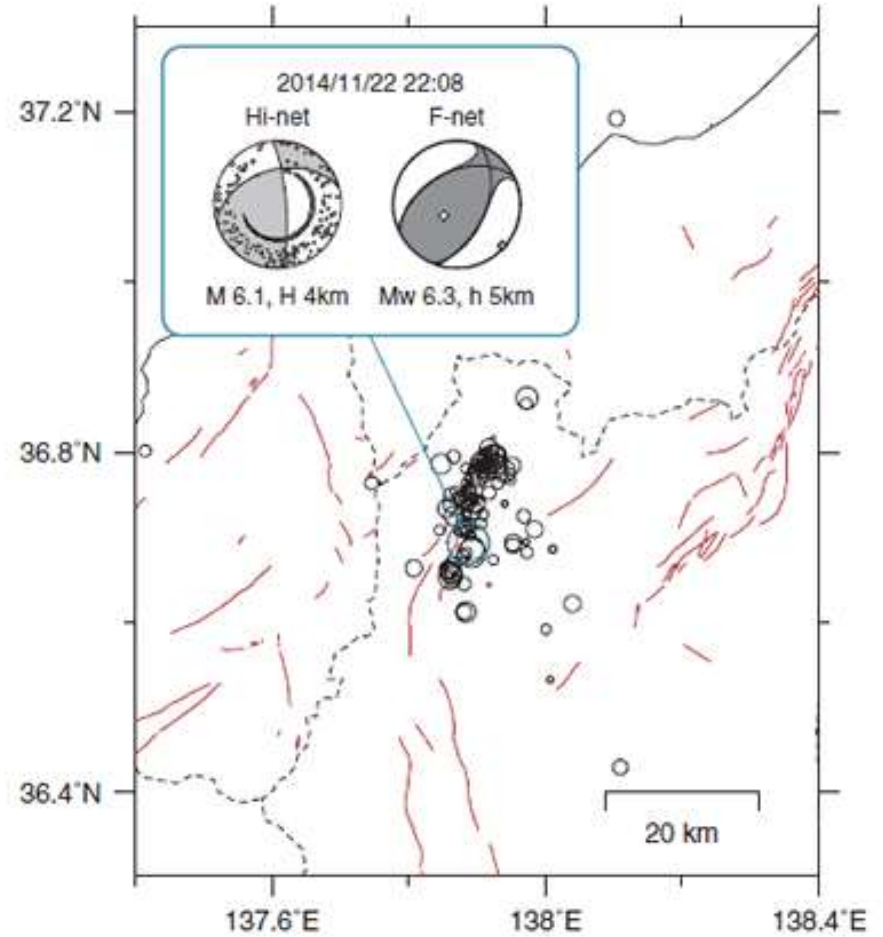 2014/11/22 22:08
Hi-net F-net
M 6.1, H 4km Mw 6.3, h 5km
37.2°N
36.8°N
36.4°N
20 km
137.6°E 138°E 138.4°E